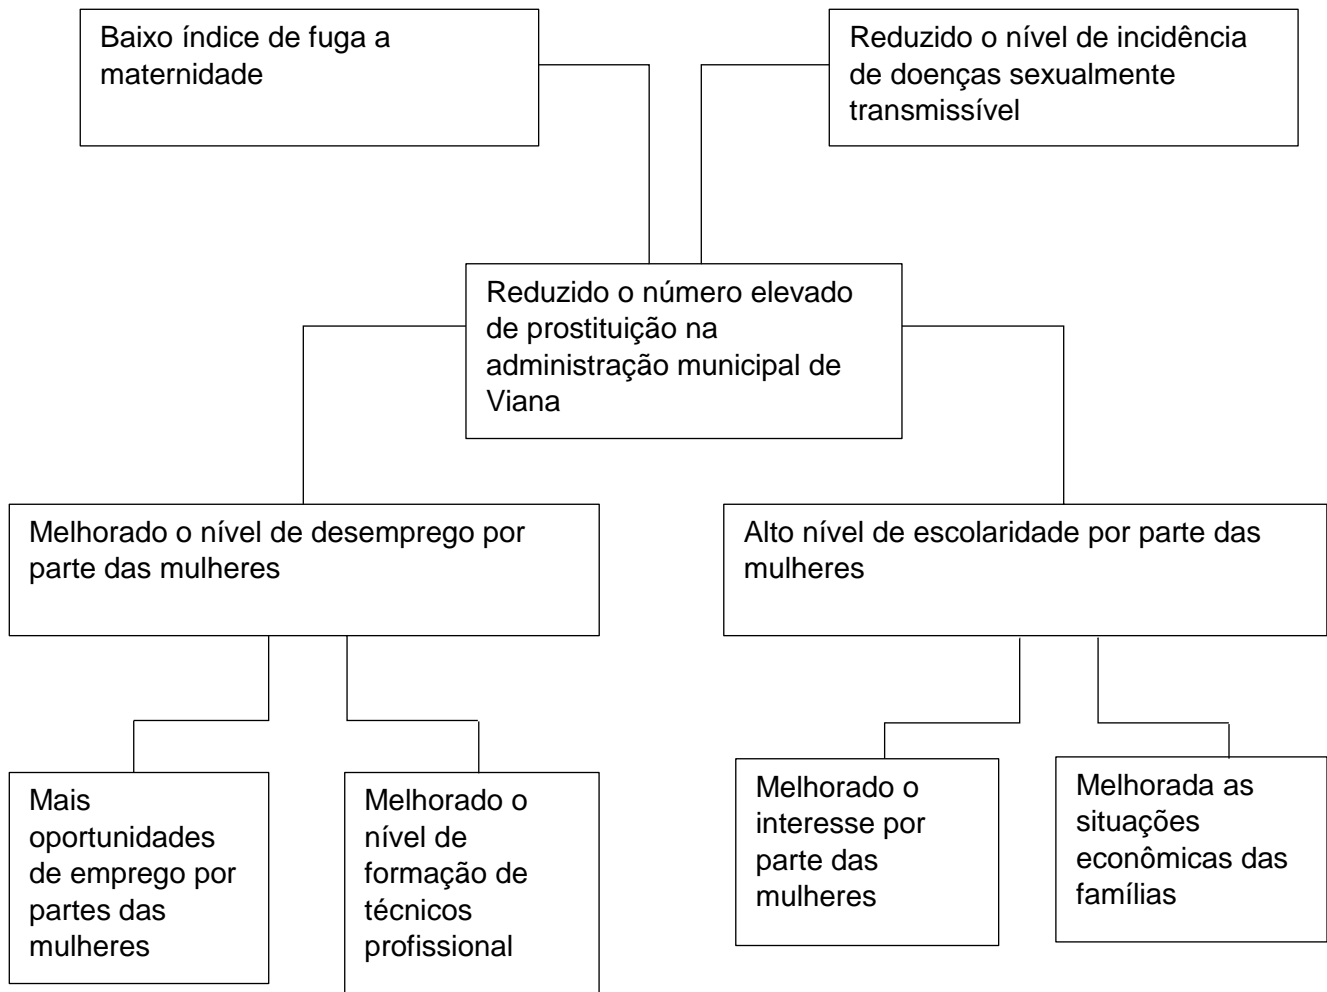 Baixo índice de fuga a
maternidade
Reduzido o nível de incidência
de doenças sexualmente
transmissível
Reduzido o número elevado
de prostituição na
administração municipal de
Viana
Melhorado o nível de desemprego por
parte das mulheres
Alto nível de escolaridade por parte das
mulheres
Mais
oportunidades
de emprego por
partes das
mulheres
Melhorado o
nível de
formação de
técnicos
profissional
Melhorado o
interesse por
parte das
mulheres
Melhorada as
situações
econômicas das
famílias